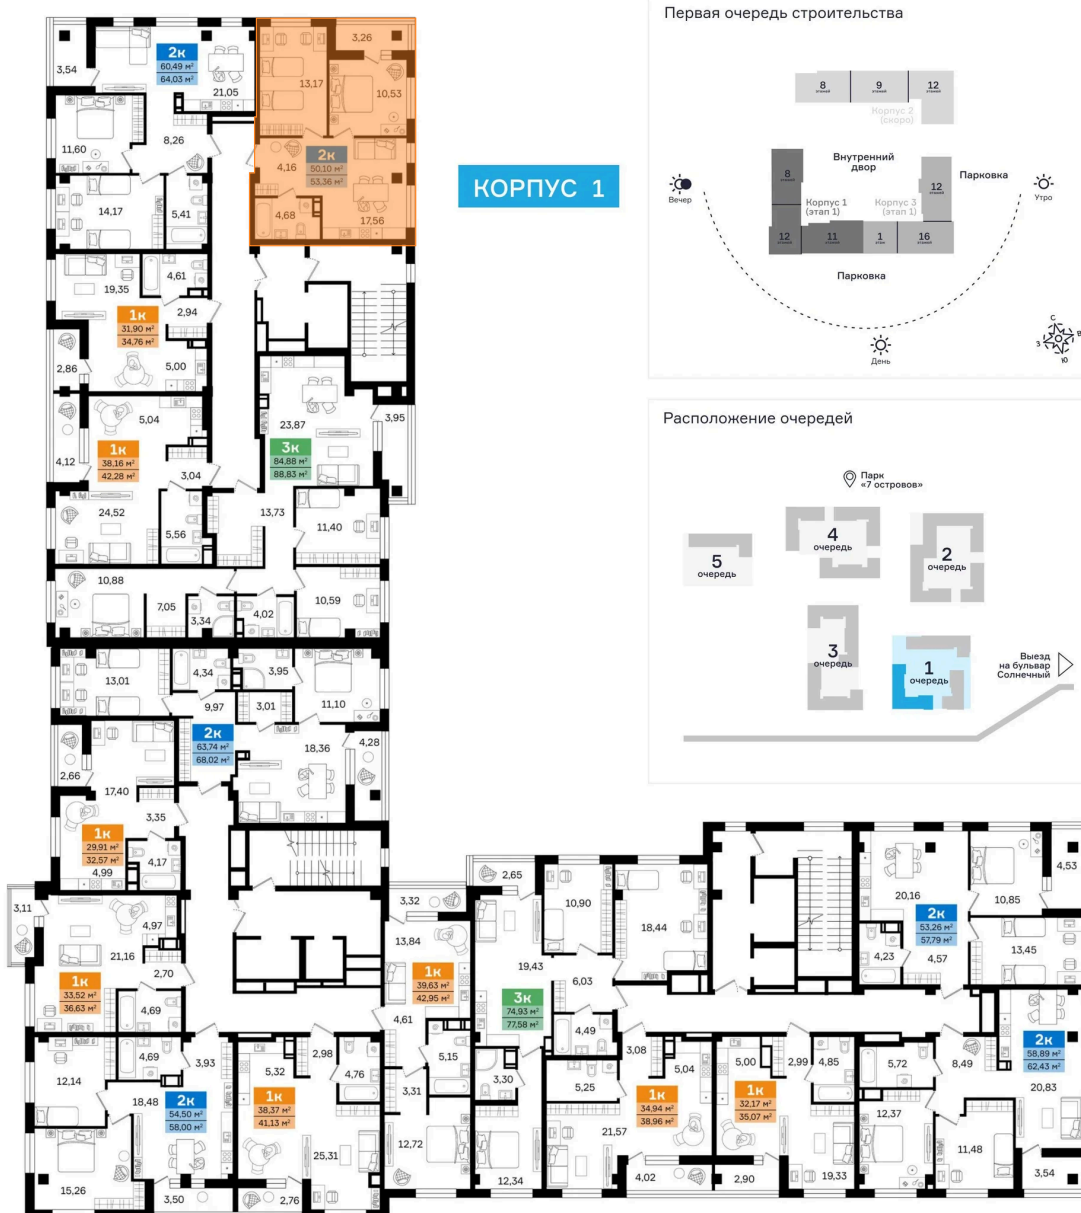 Первая очередь строительства
8
этажей
9
этажей
12
этажей
Корпус 2
(скоро)
Внутренний
двор
8
этажей
12
этажей
Парковка
Вечер
Утро
Корпус 1
(этап 1)
Корпус 3
(этап 1)
12
этажей
11
этажей
1
этаж
16
этажей
Парковка
День
С
В
Ю
З
КОРПУС 1
Расположение очередей
Парк
«7 островов»
4
очередь
2
очередь
5
очередь
3
очередь
1
очередь
Выезд
на бульвар
Солнечный
3,54
2к
60,49 м²
64,03 м²
21,05
11,60
8,26
14,17
5,41
3,26
13,17
10,53
4,16
2к
50,10 м²
53,36 м²
4,68
17,56
19,35
4,61
2,94
1к
31,90 м²
34,76 м²
2,86
5,00
5,04
1к
38,16 м²
42,28 м²
4,12
3,04
24,52
5,56
23,87
3,95
3к
84,88 м²
88,83 м²
13,73
11,40
10,88
7,05
3,34
4,02
10,59
13,01
4,34
3,95
9,97
3,01
11,10
2к
63,74 м²
68,02 м²
18,36
4,28
2,66
17,40
3,35
1к
29,91 м²
32,57 м²
4,99
4,17
3,11
4,97
21,16
2,70
1к
33,52 м²
36,63 м²
4,69
12,14
4,69
3,93
18,48
2к
54,50 м²
58,00 м²
15,26
3,50
5,32
2,98
4,76
1к
38,37 м²
41,13 м²
25,31
2,76
3,32
13,84
1к
39,63 м²
42,95 м²
4,61
5,15
3,31
12,72
2,65
10,90
18,44
19,43
6,03
3к
74,93 м²
77,58 м²
4,49
3,30
12,34
3,08
5,04
5,25
1к
34,94 м²
38,96 м²
21,57
4,02
5,00
2,99
4,85
1к
32,17 м²
35,07 м²
19,33
2,90
20,16
10,85
4,53
2к
53,26 м²
57,79 м²
4,23
4,57
13,45
5,72
8,49
2к
58,89 м²
62,43 м²
20,83
12,37
11,48
3,54